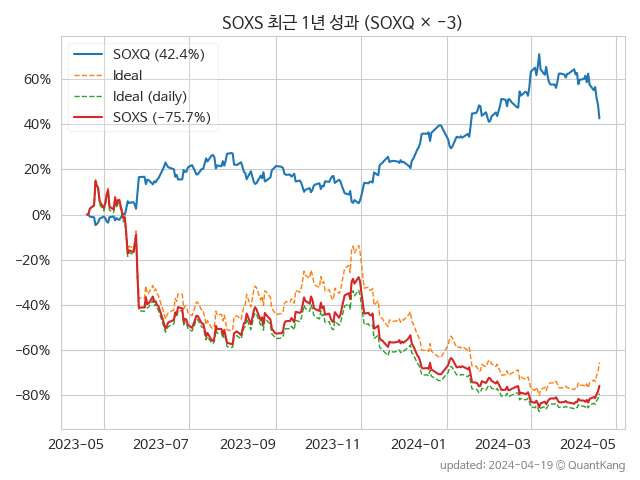 SOXS 최근 1년 성과 (SOXQ × −3)
SOXQ (42.4%)
Ideal
Ideal (daily)
SOXS (−75.7%)
60%
40%
20%
0%
−20%
−40%
−60%
−80%
2023-05 2023-07 2023-09 2023-11 2024-01 2024-03 2024-05
updated: 2024-04-19 © QuantKang